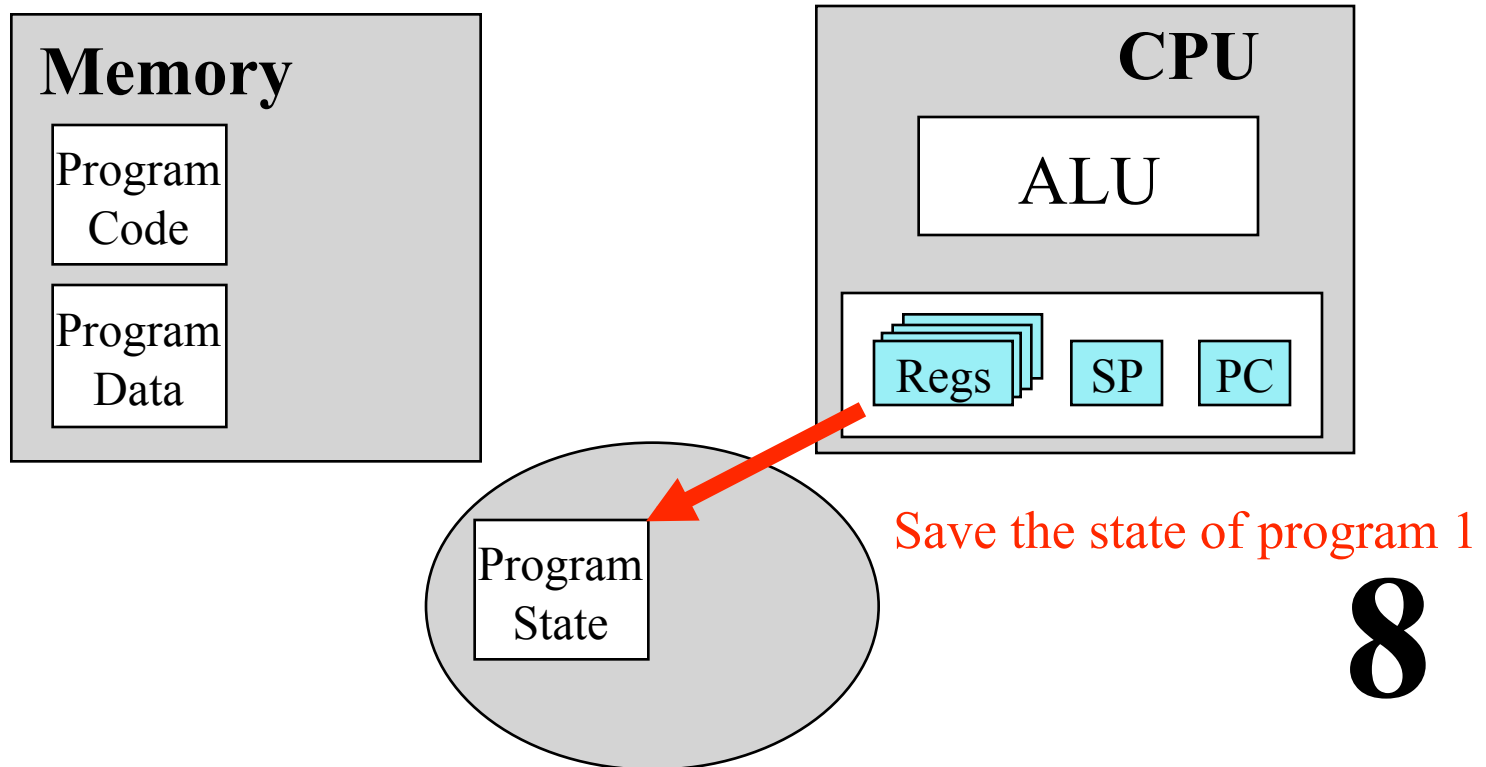 Memory
Program
Code
Program
Data
CPU
ALU
Regs
SP
PC
Program
State
Save the state of program 1
8